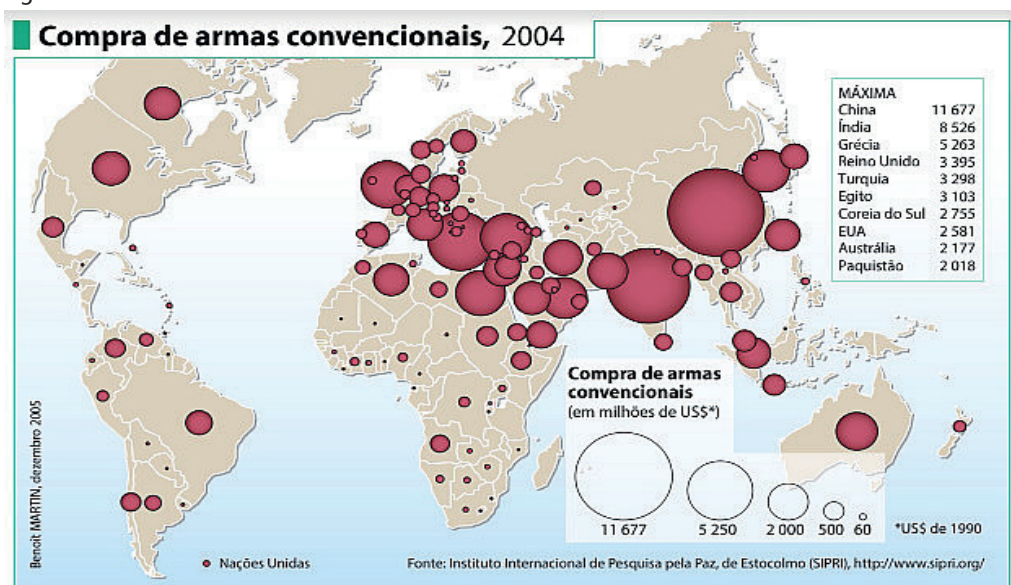 Compra de armas convencionais, 2004
MÁXIMA
China 11 677
Índia 8 526
Grécia 5 263
Reino Unido 3 395
Turquia 3 298
Egito 3 103
Coreia do Sul 2 755
EUA 2 581
Austrália 2 177
Paquistão 2 018
Compra de armas
convencionais
(em milhões de US$*)
11 677 5 250 2 000 500 60 *US$ de 1990
Benoit MARTIN, dezembro 2005
Nações Unidas
Fonte: Instituto Internacional de Pesquisa pela Paz, de Estocolmo (SIPRI), http://www.sipri.org/